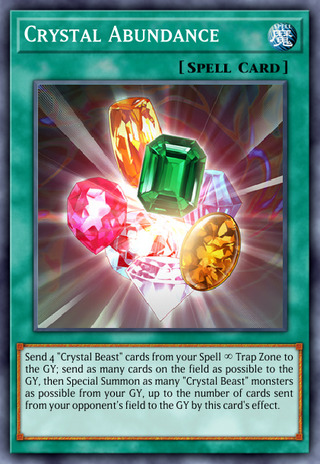 Crystal Abundance
魔
[Spell Card]
Send 4 "Crystal Beast" cards from your Spell ∞ Trap Zone to
the GY; send as many cards on the field as possible to
the GY, then Special Summon as many "Crystal Beast" monsters
as possible from your GY, up to the number of cards sent
from your opponent's field to the GY by this card's effect.